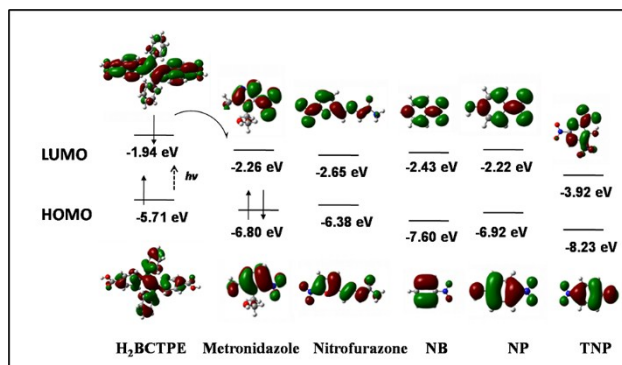 LUMO
-1.94 eV
-2.26 eV
-2.65 eV
-2.43 eV
-2.22 eV
-3.92 eV
hν
HOMO
-5.71 eV
-6.80 eV
-6.38 eV
-7.60 eV
-6.92 eV
-8.23 eV
H₂BCTPE Metronidazole Nitrofurazone NB NP TNP